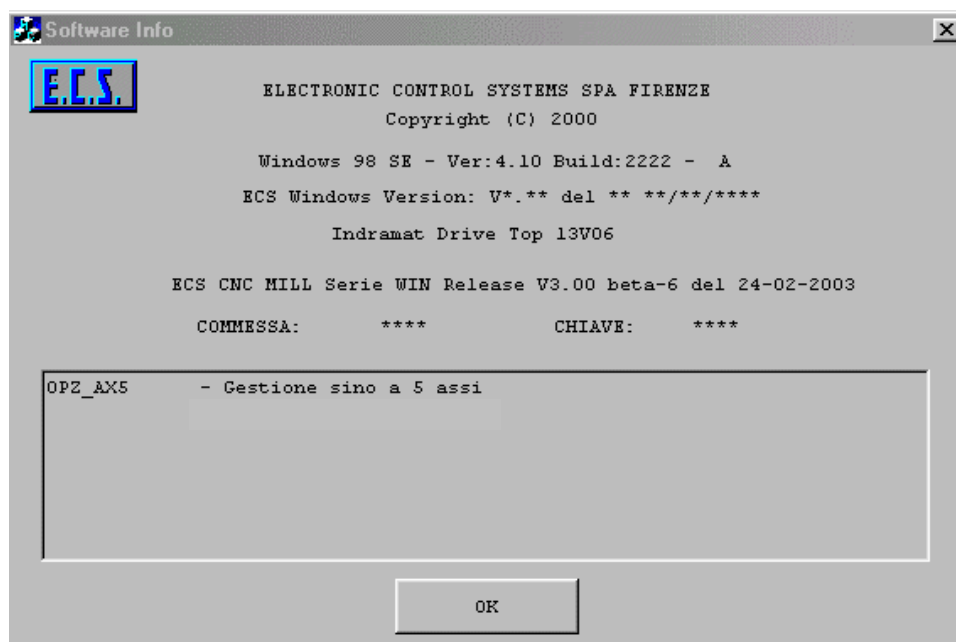 Software Info
E.C.S.
ELECTRONIC CONTROL SYSTEMS SPA FIRENZE
Copyright (C) 2000
Windows 98 SE - Ver:4.10 Build:2222 - A
ECS Windows Version: V*.** del ** **/**/****
Indramat Drive Top 13V06
ECS CNC MILL Serie WIN Release V3.00 beta-6 del 24-02-2003
COMMESSA: **** CHIAVE: ****
OPZ_AX5 - Gestione sino a 5 assi
OK